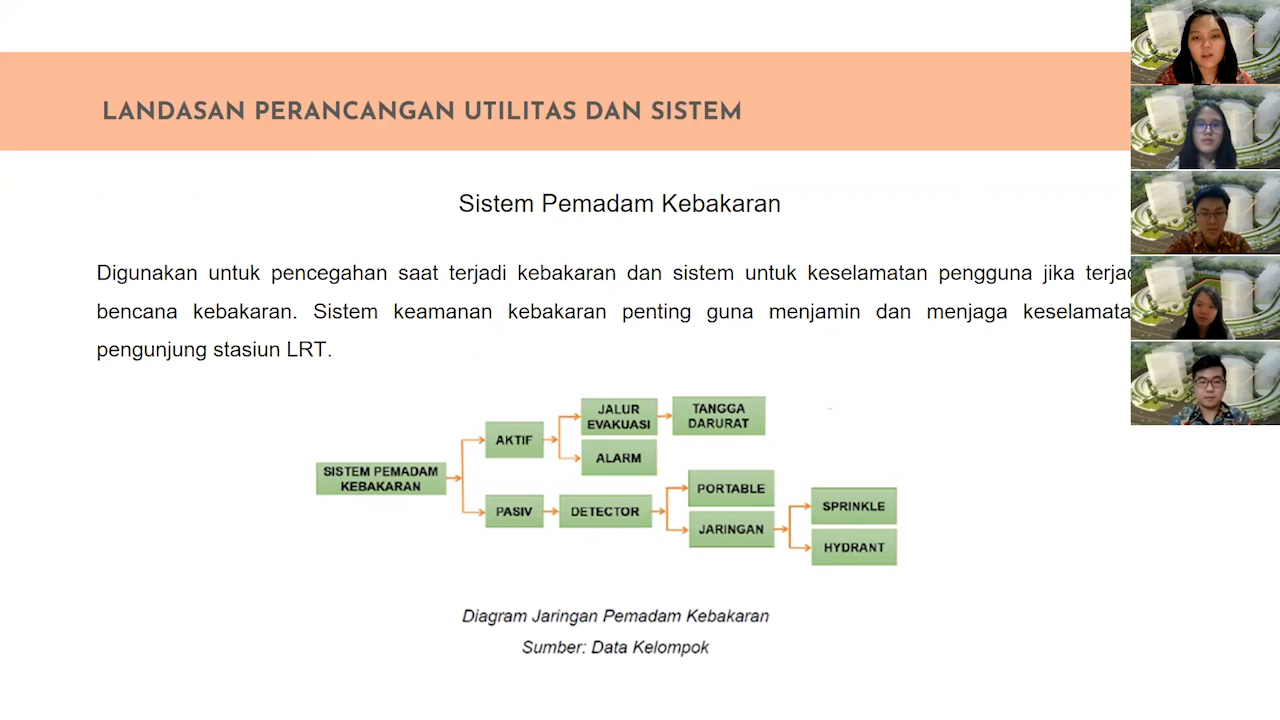 LANDASAN PERANCANGAN UTILITAS DAN SISTEM
Sistem Pemadam Kebakaran
Digunakan untuk pencegahan saat terjadi kebakaran dan sistem untuk keselamatan pengguna jika terjad
bencana kebakaran. Sistem keamanan kebakaran penting guna menjamin dan menjaga keselamata
pengunjung stasiun LRT.
SISTEM PEMADAM
KEBAKARAN
AKTIF
JALUR
EVAKUASI
TANGGA
DARURAT
ALARM
PASIV
DETECTOR
PORTABLE
JARINGAN
SPRINKLE
HYDRANT
Diagram Jaringan Pemadam Kebakaran
Sumber: Data Kelompok